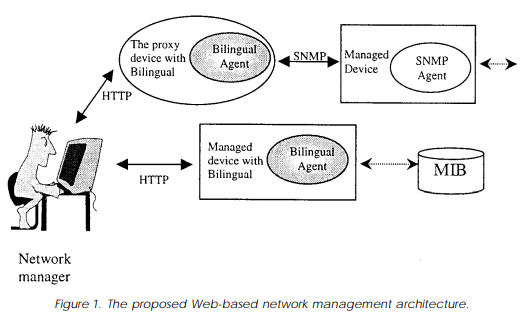 The proxy
device with
Bilingual
Bilingual
Agent
SNMP
Managed
Device
SNMP
Agent
HTTP
Managed
device with
Bilingual
Bilingual
Agent
HTTP
MIB
Network
manager
Figure 1. The proposed Web-based network management architecture.